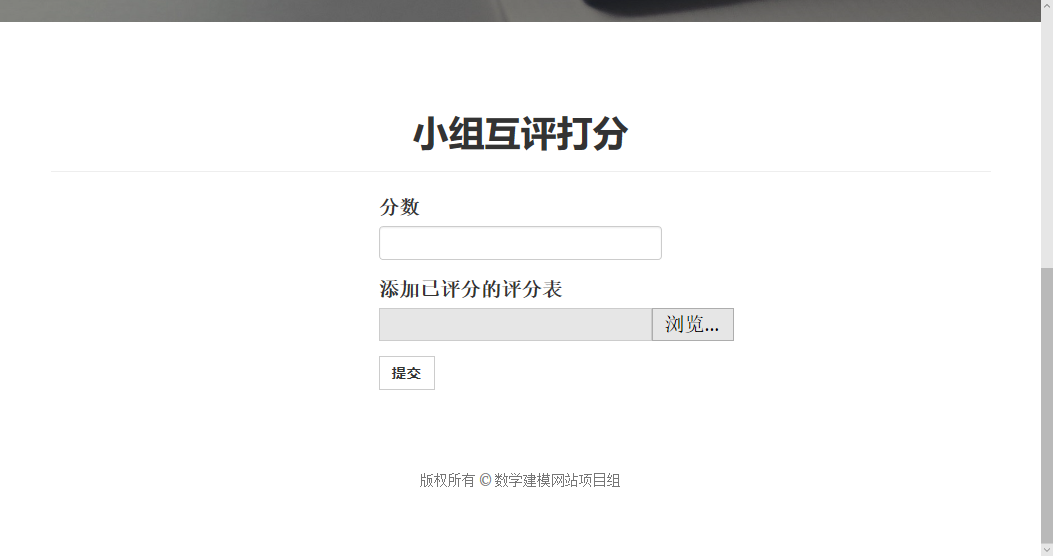 小组互评打分
分数
添加已评分的评分表
浏览...
提交
版权所有 © 数学建模网站项目组